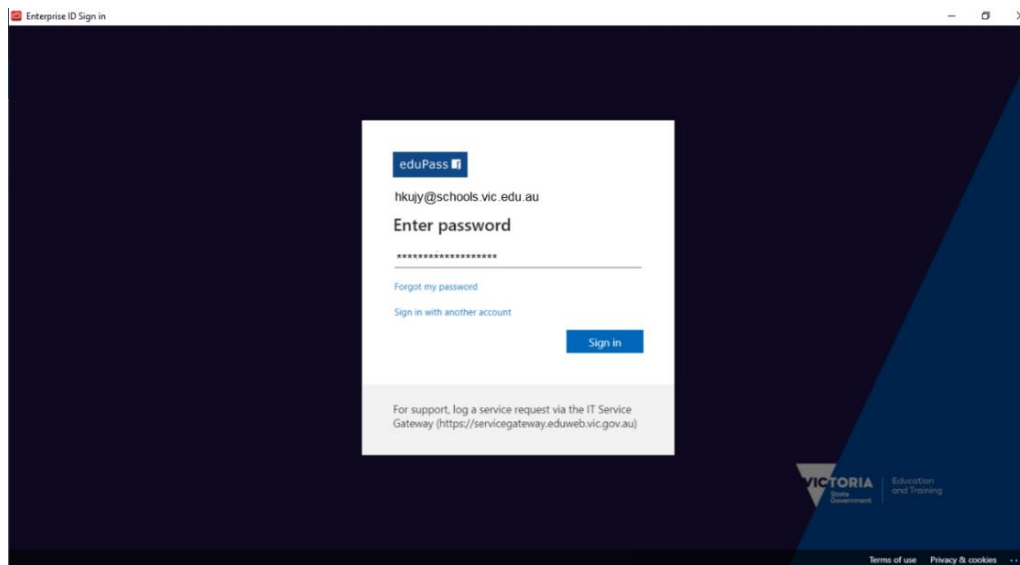 Enterprise ID Sign in
eduPass
hkujy@schools.vic.edu.au
Enter password
*******************
Forgot my password
Sign in with another account
Sign in
For support, log a service request via the IT Service
Gateway (https://servicegateway.eduweb.vic.gov.au)
VICTORIA
State
Government
Education
and Training
Terms of use Privacy & cookies